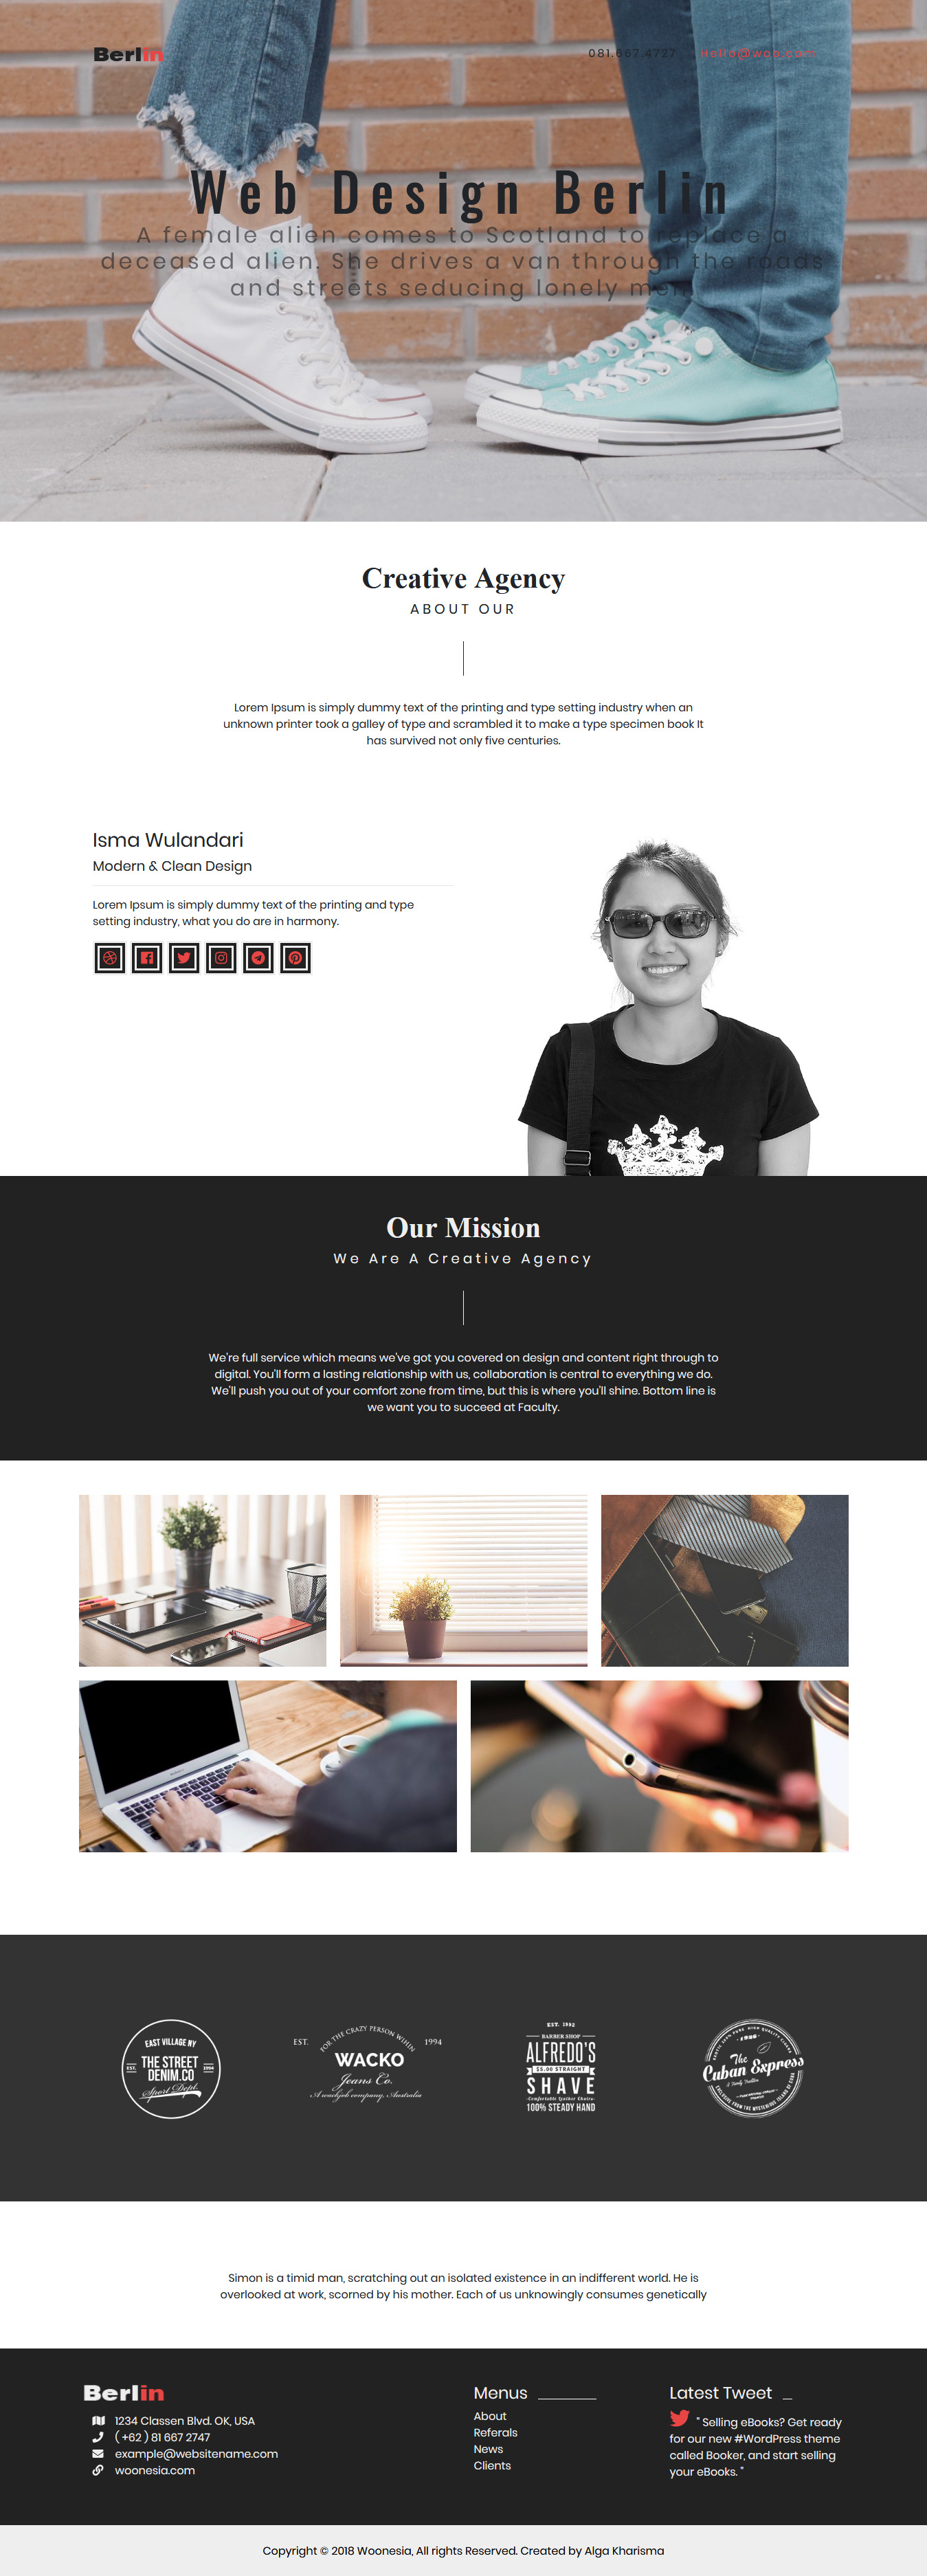 Berlin
081.667.4727 HeHo@woo.com
Web Design Berlin
A female alien comes to Scotland to replace a
deceased alien. She drives a van through the roads
and streets seducing lonely men.
Creative Agency
ABOUT OUR
Lorem Ipsum is simply dummy text of the printing and type setting industry when an
unknown printer took a galley of type and scrambled it to make a type specimen book It
has survived not only five centuries.
Isma Wulandari
Modern & Clean Design
Lorem Ipsum is simply dummy text of the printing and type
setting industry, what you do are in harmony.
Our Mission
We Are A Creative Agency
We're full service which means we've got you covered on design and content right through to
digital. You'll form a lasting relationship with us, collaboration is central to everything we do.
We'll push you out of your comfort zone from time, but this is where you'll shine. Bottom line is
we want you to succeed at Faculty.
EAST VILLAGE NY
EST. THE STREET 1994
DENIM.CO
Sport Dept.
FOR THE CRAZY PERSON WIHIN
EST. 1994
WACKO
Jeans Co.
EST. 1992
BARBER SHOP
ALFREDO'S
$5.00 STRAIGHT
SHAVE
Comfortable Leather Chairs
100% STEADY HAND
The
Cuban Express
Simon is a timid man, scratching out an isolated existence in an indifferent world. He is
overlooked at work, scorned by his mother. Each of us unknowingly consumes genetically
Berlin
1234 Classen Blvd. OK, USA
( +62 ) 81 667 2747
example@websitename.com
woonesia.com
Menus
About
Referals
News
Clients
Latest Tweet
" Selling eBooks? Get ready
for our new #WordPress theme
called Booker, and start selling
your eBooks. "
Copyright © 2018 Woonesia, All rights Reserved. Created by Alga Kharisma